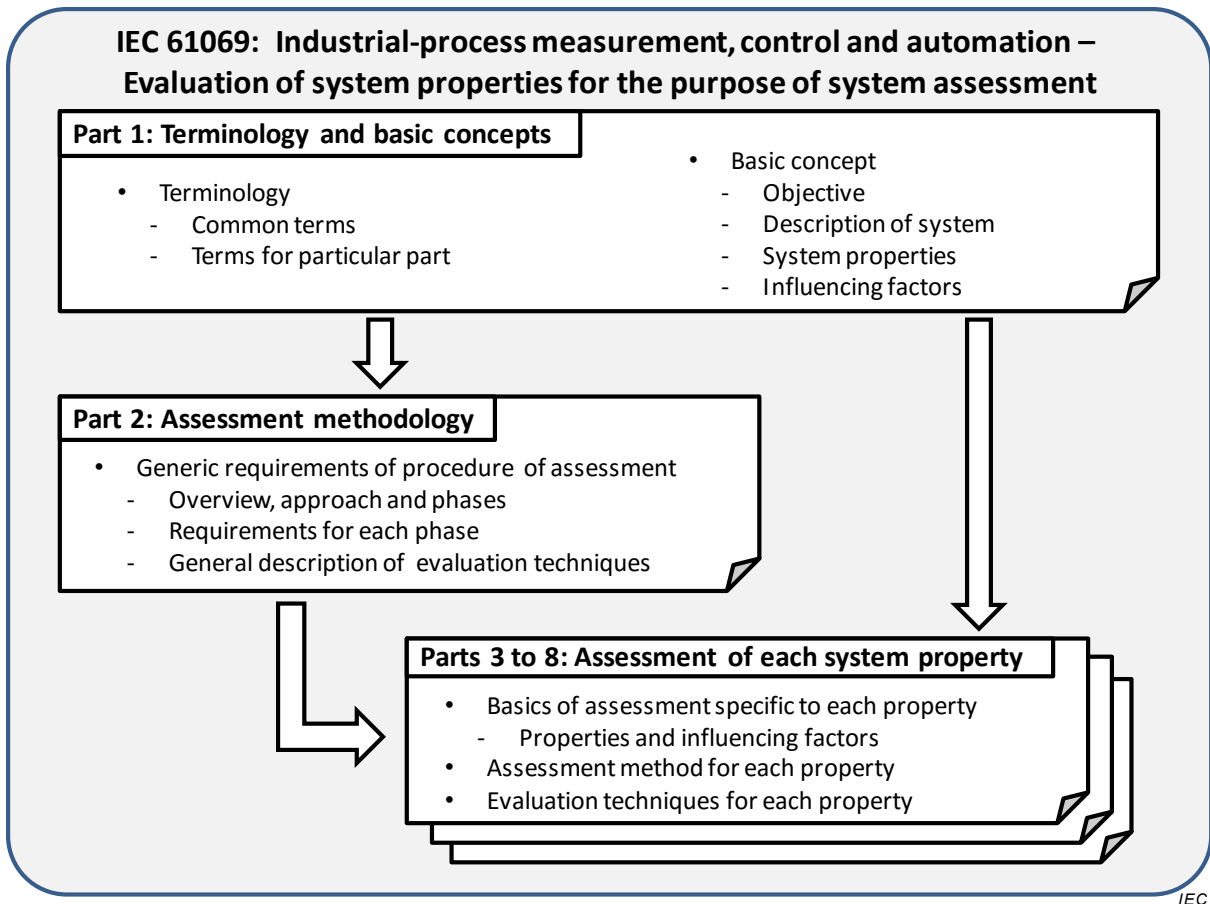 IEC 61069: Industrial-process measurement, control and automation –
Evaluation of system properties for the purpose of system assessment
Part 1: Terminology and basic concepts
• Terminology
- Common terms
- Terms for particular part
• Basic concept
- Objective
- Description of system
- System properties
- Influencing factors
Part 2: Assessment methodology
• Generic requirements of procedure of assessment
- Overview, approach and phases
- Requirements for each phase
- General description of evaluation techniques
Parts 3 to 8: Assessment of each system property
• Basics of assessment specific to each property
- Properties and influencing factors
• Assessment method for each property
• Evaluation techniques for each property
IEC